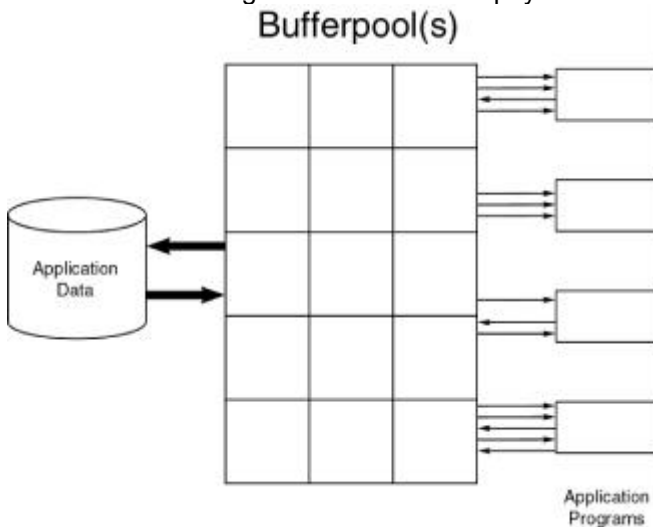 Bufferpool(s)
Application
Data
Application
Programs